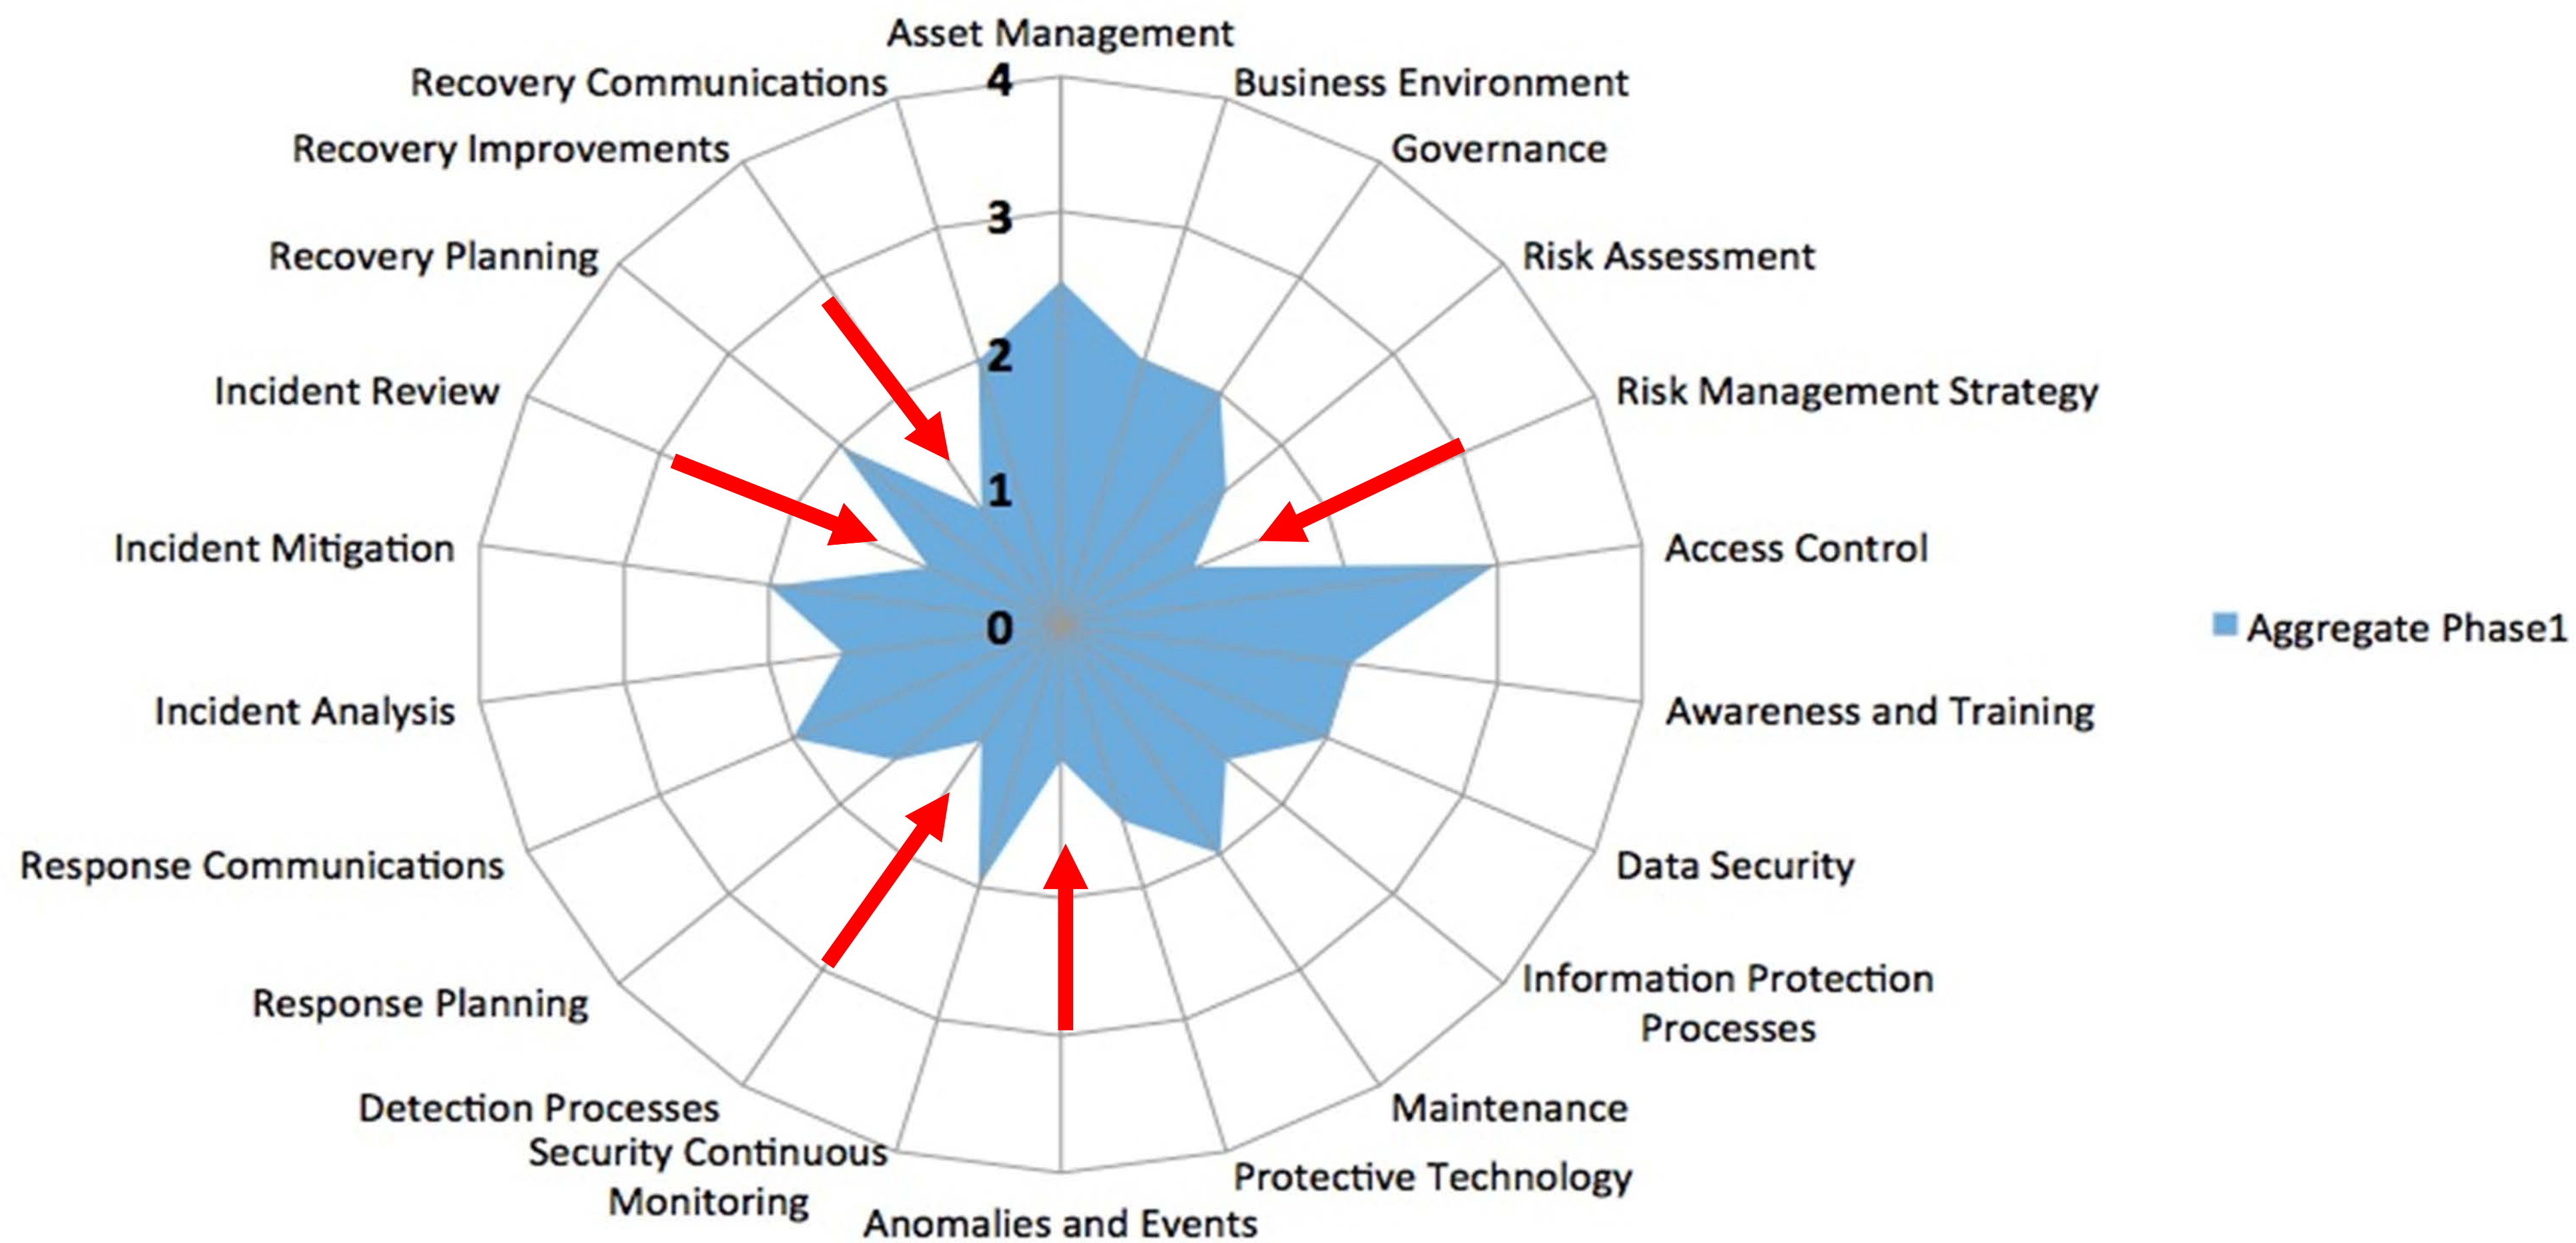 Asset Management
Recovery Communications
4
Business Environment
Recovery Improvements
Governance
3
Recovery Planning
Risk Assessment
2
Incident Review
Risk Management Strategy
1
Incident Mitigation
Access Control
0
Aggregate Phase1
Incident Analysis
Awareness and Training
Response Communications
Data Security
Response Planning
Information Protection
Processes
Detection Processes
Maintenance
Security Continuous
Monitoring
Protective Technology
Anomalies and Events